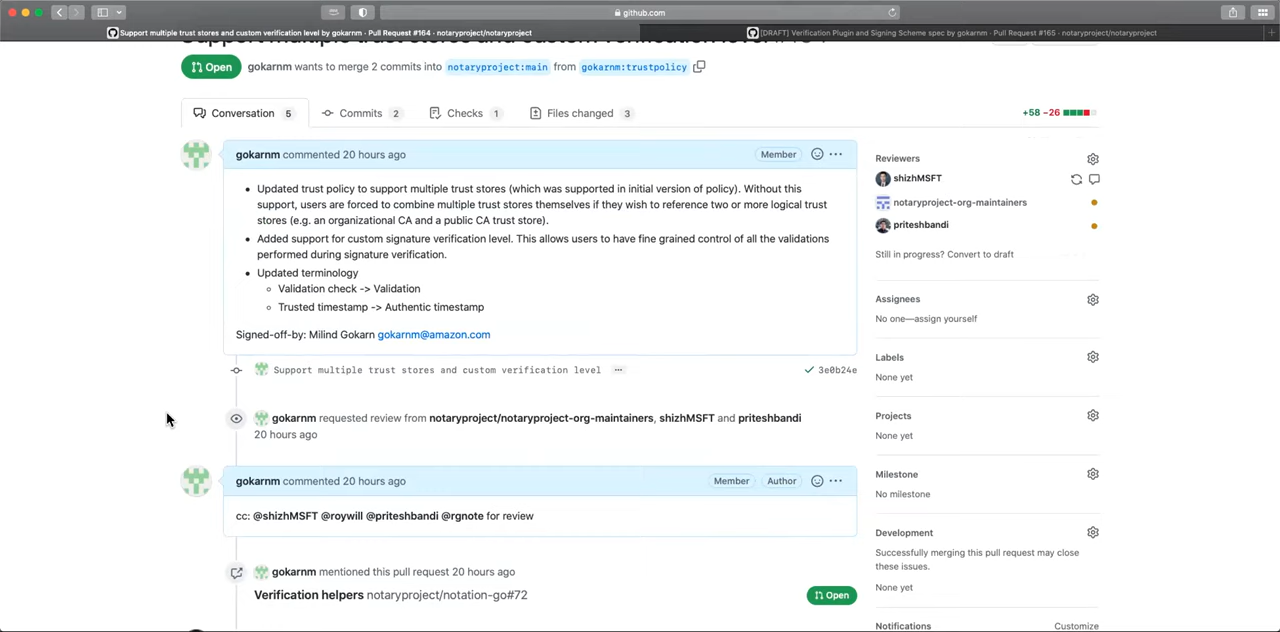 github.com
Support multiple trust stores and custom verification level by gokarnm · Pull Request #164 · notaryproject/notaryproject
[DRAFT] Verification Plugin and Signing Scheme spec by gokarnm · Pull Request #165 · notaryproject/notaryproject
Support multiple trust stores and custom verification level #164
Open
gokarnm wants to merge 2 commits into notaryproject:main from gokarnm:trustpolicy
Conversation 5
Commits 2
Checks 1
Files changed 3
+58 −26
gokarnm commented 20 hours ago
Member
• Updated trust policy to support multiple trust stores (which was supported in initial version of policy). Without this
support, users are forced to combine multiple trust stores themselves if they wish to reference two or more logical trust
stores (e.g. an organizational CA and a public CA trust store).
• Added support for custom signature verification level. This allows users to have fine grained control of all the validations
performed during signature verification.
• Updated terminology
◦ Validation check -> Validation
◦ Trusted timestamp -> Authentic timestamp
Signed-off-by: Milind Gokarn gokarnm@amazon.com
Support multiple trust stores and custom verification level ...
3e0b24e
gokarnm requested review from notaryproject/notaryproject-org-maintainers, shizhMSFT and priteshbandi
20 hours ago
gokarnm commented 20 hours ago
Member
Author
cc: @shizhMSFT @roywill @priteshbandi @rgnote for review
gokarnm mentioned this pull request 20 hours ago
Verification helpers notaryproject/notation-go#72
Open
Reviewers
shizhMSFT
notaryproject-org-maintainers
priteshbandi
Still in progress? Convert to draft
Assignees
No one—assign yourself
Labels
None yet
Projects
None yet
Milestone
No milestone
Development
Successfully merging this pull request may close
these issues.
None yet
Notifications
Customize